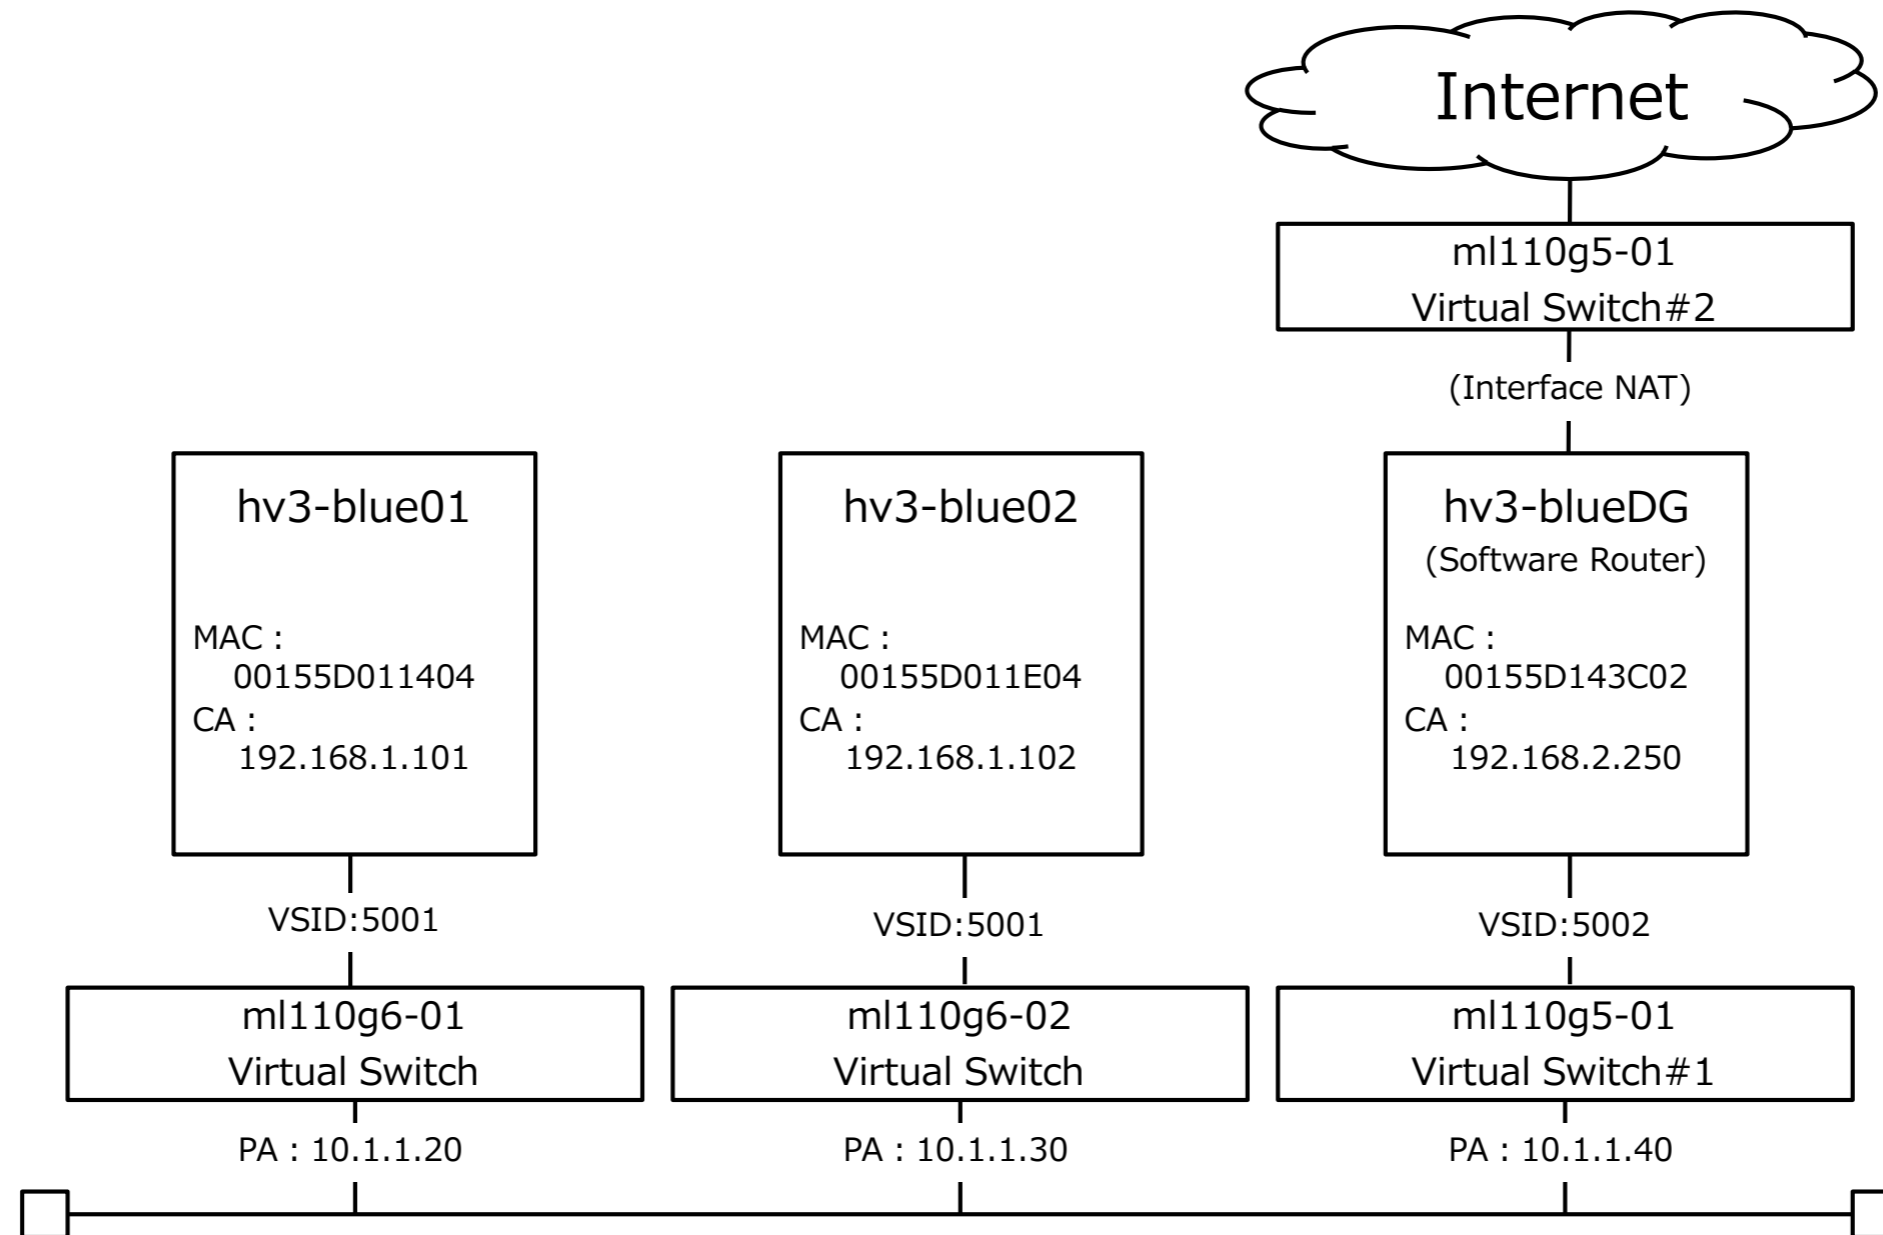 Internet
ml110g5-01
Virtual Switch#2
(Interface NAT)
hv3-blue01
MAC :
00155D011404
CA :
192.168.1.101
VSID:5001
ml110g6-01
Virtual Switch
PA : 10.1.1.20
hv3-blue02
MAC :
00155D011E04
CA :
192.168.1.102
VSID:5001
ml110g6-02
Virtual Switch
PA : 10.1.1.30
hv3-blueDG
(Software Router)
MAC :
00155D143C02
CA :
192.168.2.250
VSID:5002
ml110g5-01
Virtual Switch#1
PA : 10.1.1.40